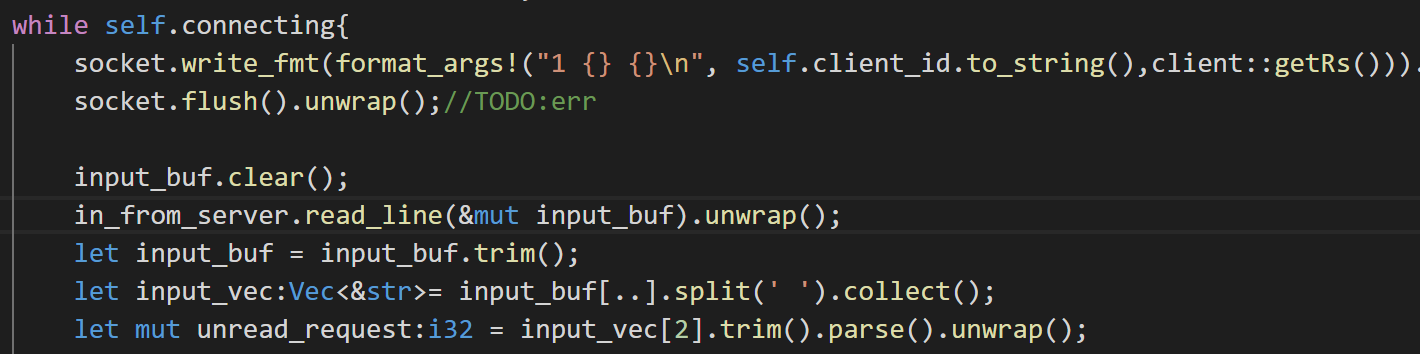 while self.connecting{
socket.write_fmt(format_args!("1 {} {}\n", self.client_id.to_string(),client::getRs())).
socket.flush().unwrap();//TODO:err
input_buf.clear();
in_from_server.read_line(&mut input_buf).unwrap();
let input_buf = input_buf.trim();
let input_vec:Vec<&str>= input_buf[..].split(' ').collect();
let mut unread_request:i32 = input_vec[2].trim().parse().unwrap();